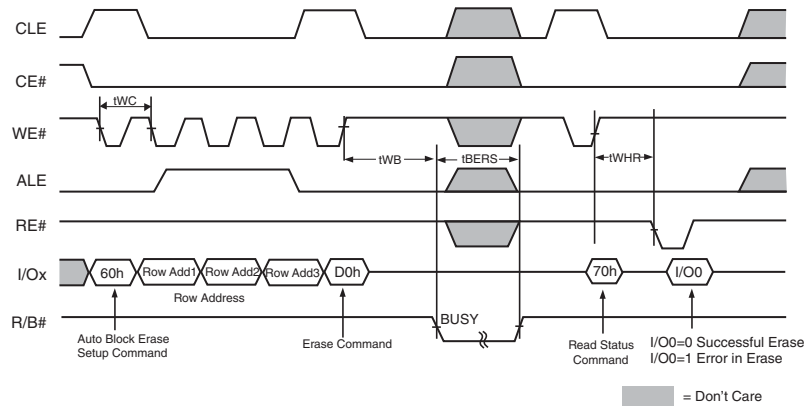 CLE
CE#
tWC
WE#
tWB
tBERS
tWHR
ALE
RE#
I/Ox
60h
Row Add1
Row Add2
Row Add3
D0h
70h
I/O0
Row Address
R/B#
BUSY
Auto Block Erase
Setup Command
Erase Command
Read Status
Command
I/O0=0 Successful Erase
I/O0=1 Error in Erase
= Don't Care